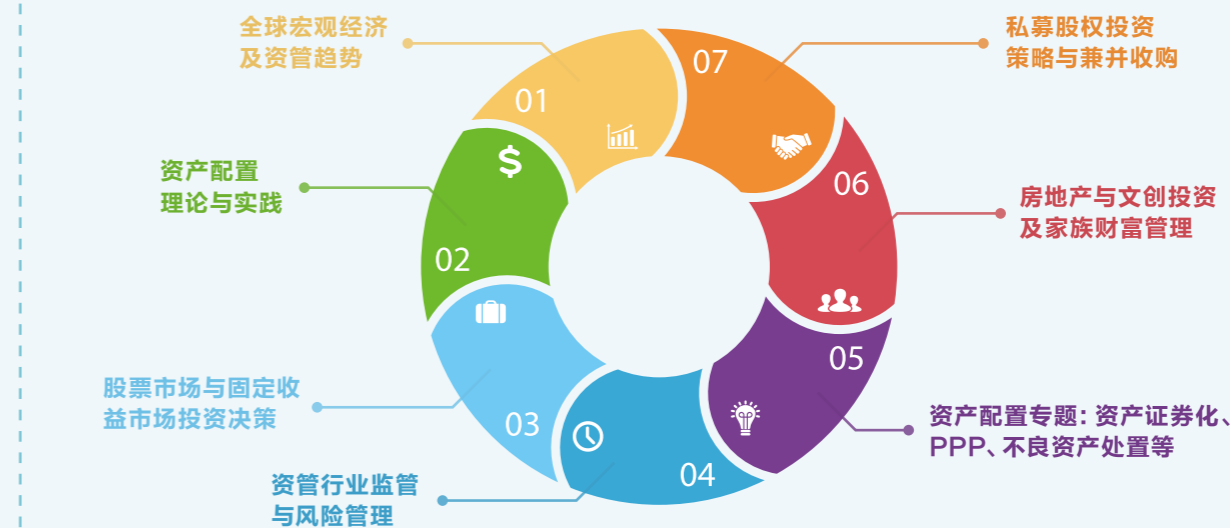 全球宏观经济
及资管趋势
01
资产配置
理论与实践
02
股票市场与固定收
益市场投资决策
03
资管行业监管
与风险管理
04
资产配置专题：资产证券化、
PPP、不良资产处置等
05
房地产与文创投资
及家族财富管理
06
私募股权投资
策略与兼并收购
07
$